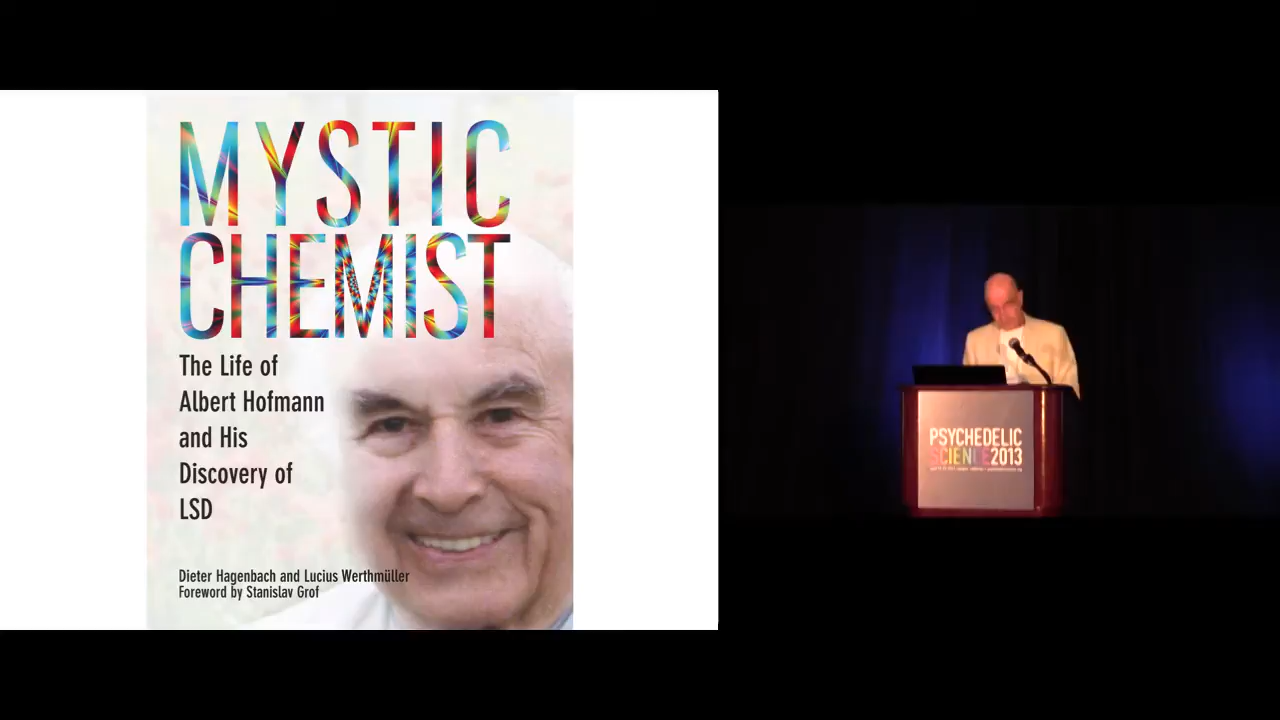 MYSTIC
CHEMIST
The Life of
Albert Hofmann
and His
Discovery of
LSD
Dieter Hagenbach and Lucius Werthmüller
Foreword by Stanislav Grof
PSYCHEDELIC
SCIENCE2013